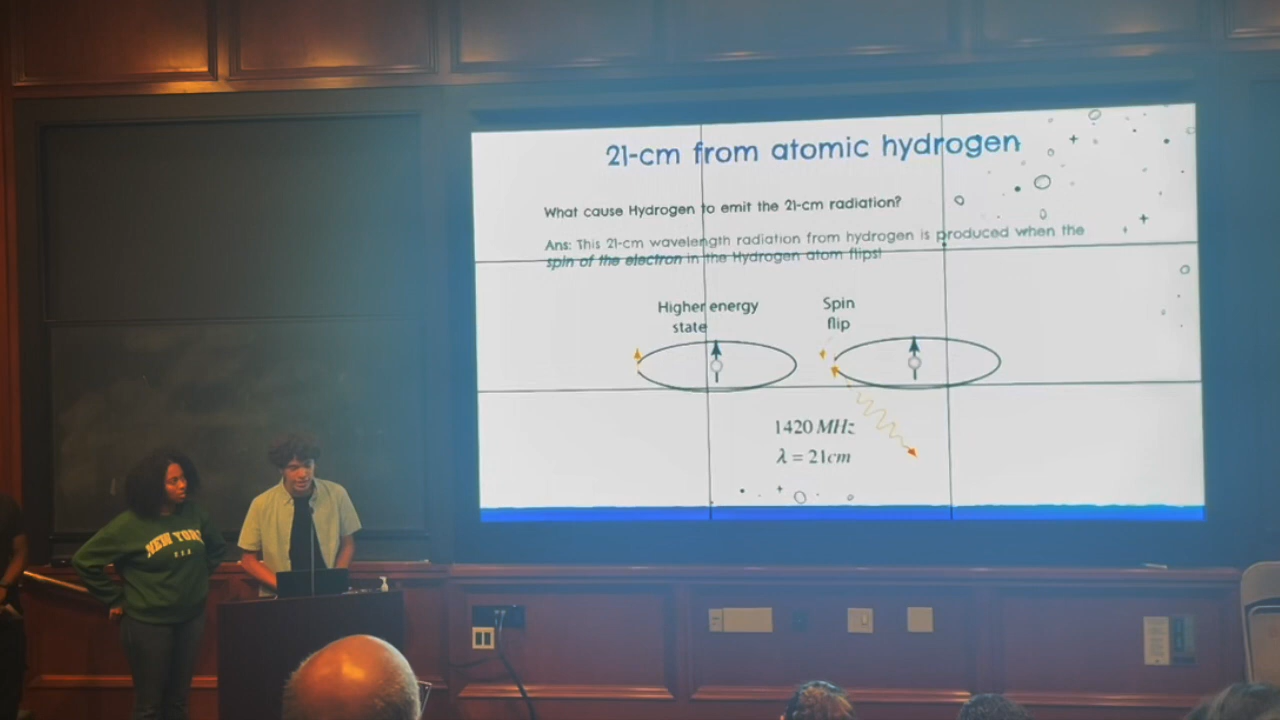 21-cm from atomic hydrogen
What cause Hydrogen to emit the 21-cm radiation?
Ans: This 21-cm wavelength radiation from hydrogen is produced when the
spin of the electron in the Hydrogen atom flips!
Higher energy
state
Spin
flip
1420 MHz
λ = 21cm
NEW YORK
U.S.A